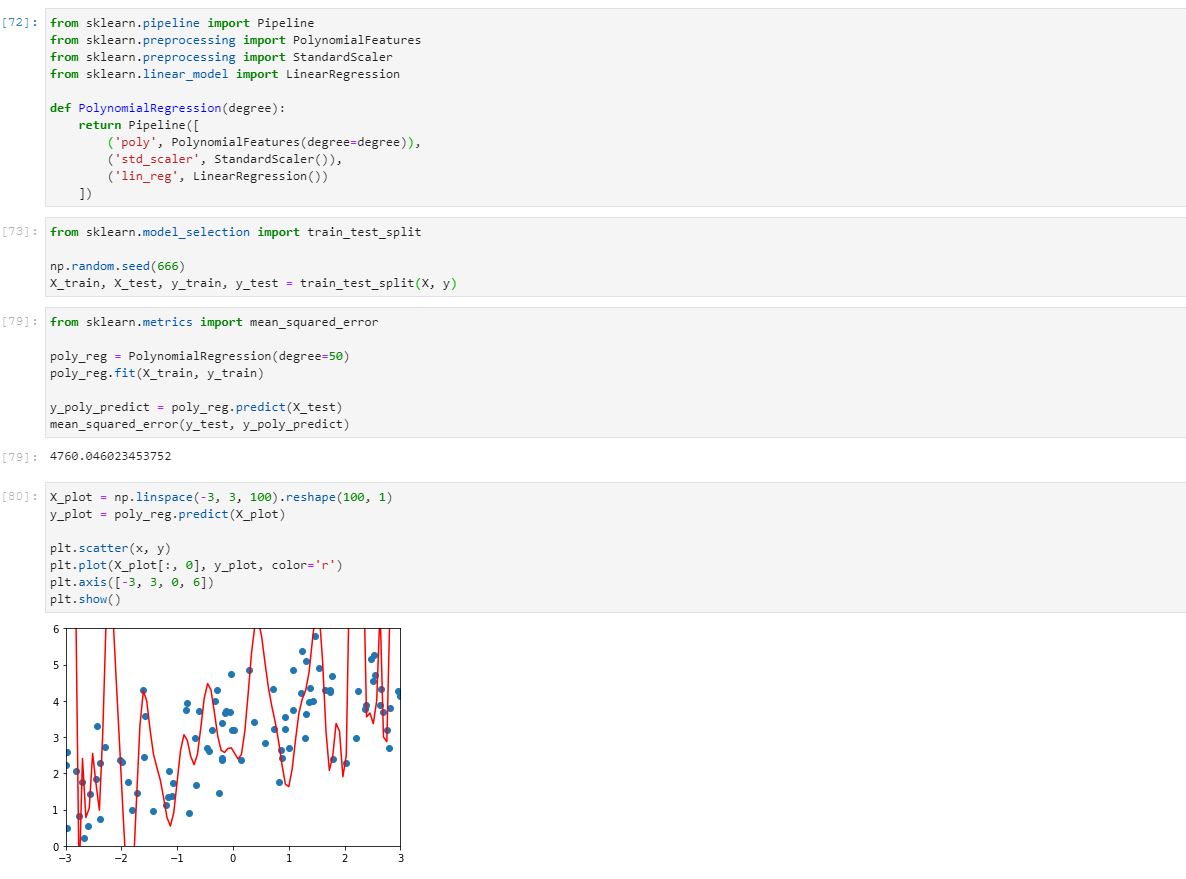 [72]: from sklearn.pipeline import Pipeline
from sklearn.preprocessing import PolynomialFeatures
from sklearn.preprocessing import StandardScaler
from sklearn.linear_model import LinearRegression
def PolynomialRegression(degree):
    return Pipeline([
        ('poly', PolynomialFeatures(degree=degree)),
        ('std_scaler', StandardScaler()),
        ('lin_reg', LinearRegression())
    ])
[73]: from sklearn.model_selection import train_test_split
np.random.seed(666)
X_train, X_test, y_train, y_test = train_test_split(X, y)
[79]: from sklearn.metrics import mean_squared_error
poly_reg = PolynomialRegression(degree=50)
poly_reg.fit(X_train, y_train)
y_poly_predict = poly_reg.predict(X_test)
mean_squared_error(y_test, y_poly_predict)
[79]: 4760.046023453752
[80]: X_plot = np.linspace(-3, 3, 100).reshape(100, 1)
y_plot = poly_reg.predict(X_plot)
plt.scatter(x, y)
plt.plot(X_plot[:, 0], y_plot, color='r')
plt.axis([-3, 3, 0, 6])
plt.show()
6
5
4
3
2
1
0
−3 −2 −1 0 1 2 3